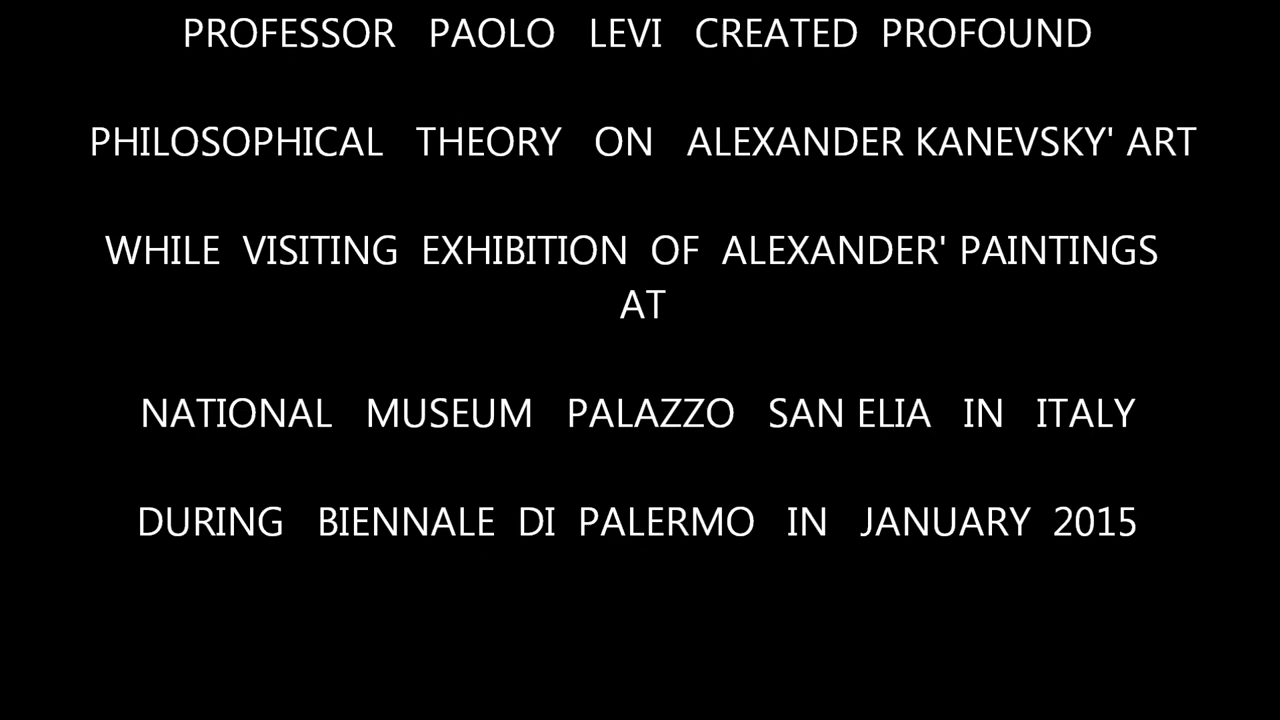 PROFESSOR PAOLO LEVI CREATED PROFOUND
PHILOSOPHICAL THEORY ON ALEXANDER KANEVSKY' ART
WHILE VISITING EXHIBITION OF ALEXANDER' PAINTINGS
AT
NATIONAL MUSEUM PALAZZO SAN ELIA IN ITALY
DURING BIENNALE DI PALERMO IN JANUARY 2015